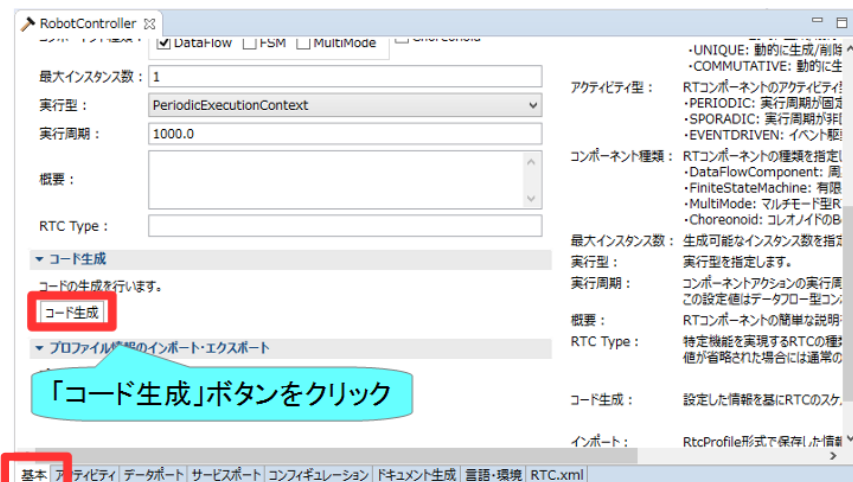 RobotController
DataFlow FSM MultiMode
最大インスタンス数： 1
実行型： PeriodicExecutionContext
実行周期： 1000.0
概要：
RTC Type：
コード生成
コードの生成を行います。
コード生成
プロファイル情報のインポート・エクスポート
「コード生成」ボタンをクリック
・UNIQUE: 動的に生成/削除
・COMMUTATIVE: 動的に生
アクティビティ型： RTコンポーネントのアクティビティ
・PERIODIC: 実行周期が固定
・SPORADIC: 実行周期が非
・EVENTDRIVEN: イベント駆
コンポーネント種類： RTコンポーネントの種類を指定し
・DataFlowComponent: 周
・FiniteStateMachine: 有限
・MultiMode: マルチモード型R
・Choreonoid: コレオノイドのB
最大インスタンス数： 生成可能なインスタンス数を指定
実行型： 実行型を指定します。
実行周期： コンポーネントアクションの実行周
この設定値はデータフロー型コン
概要： RTコンポーネントの簡単な説明
RTC Type： 特定機能を実現するRTCの種
値が省略された場合には通常の
コード生成： 設定した情報を基にRTCのスケ
インポート： RtcProfile形式で保存した情報
基本 アクティビティ データポート サービスポート コンフィギュレーション ドキュメント生成 言語・環境 RTC.xml